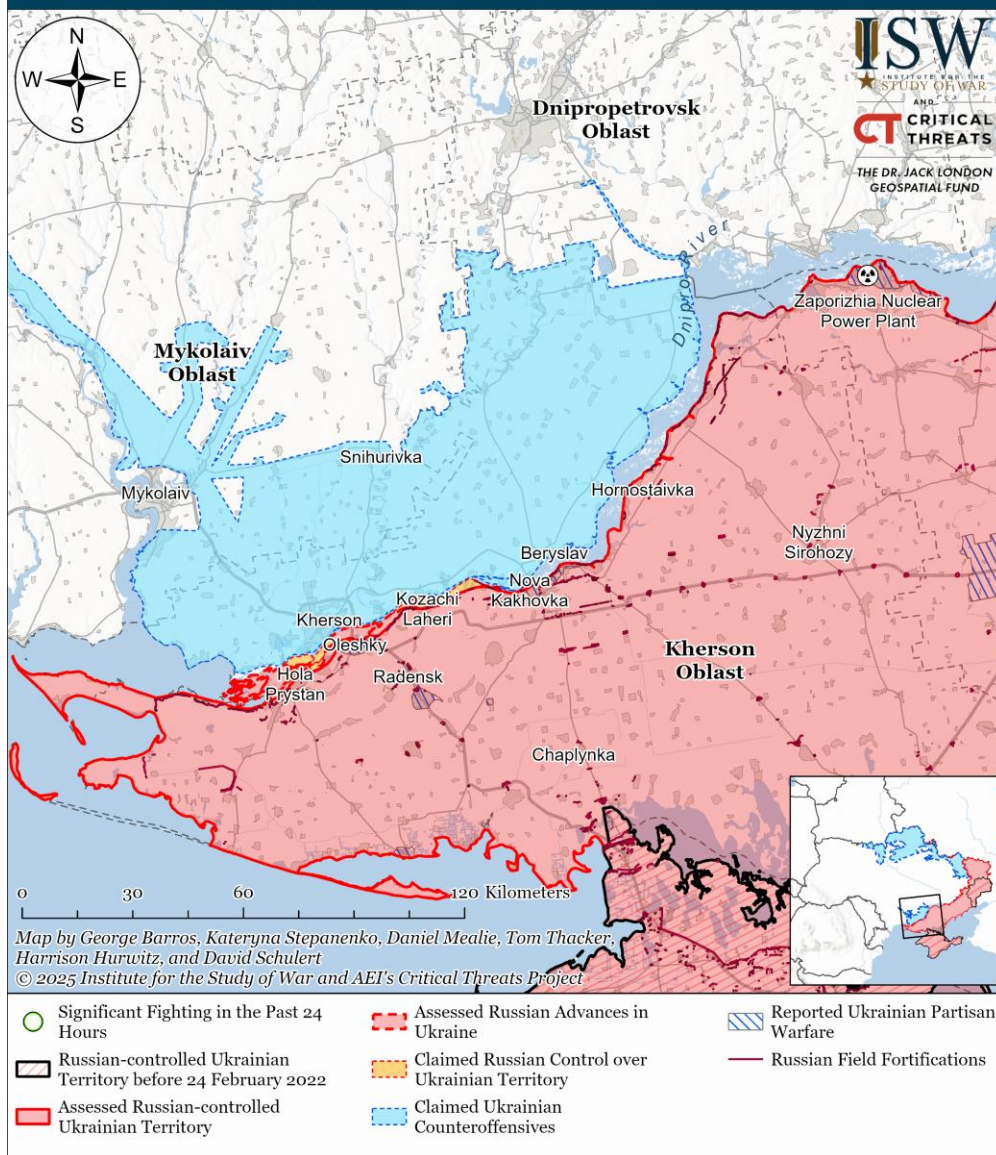 N
W E
S
ISW
INSTITUTE FOR THE
STUDY OF WAR
AND
CT CRITICAL
THREATS
THE DR. JACK LONDON
GEOSPATIAL FUND
Dnipropetrovsk
Oblast
Dnipro River
Zaporizhia Nuclear
Power Plant
Mykolaiv
Oblast
Snihurivka
Mykolaiv
Hornostaivka
Nyzhni
Sirohozy
Beryslav
Nova
Kakhovka
Kozachi
Laheri
Kherson
Oleshky
Kherson
Oblast
Hola
Prystan
Radensk
Chaplynka
0 30 60 120 Kilometers
Map by George Barros, Kateryna Stepanenko, Daniel Mealie, Tom Thacker,
Harrison Hurwitz, and David Schulert
© 2025 Institute for the Study of War and AEI's Critical Threats Project
Significant Fighting in the Past 24
Hours
Russian-controlled Ukrainian
Territory before 24 February 2022
Assessed Russian-controlled
Ukrainian Territory
Assessed Russian Advances in
Ukraine
Claimed Russian Control over
Ukrainian Territory
Claimed Ukrainian
Counteroffensives
Reported Ukrainian Partisan
Warfare
Russian Field Fortifications